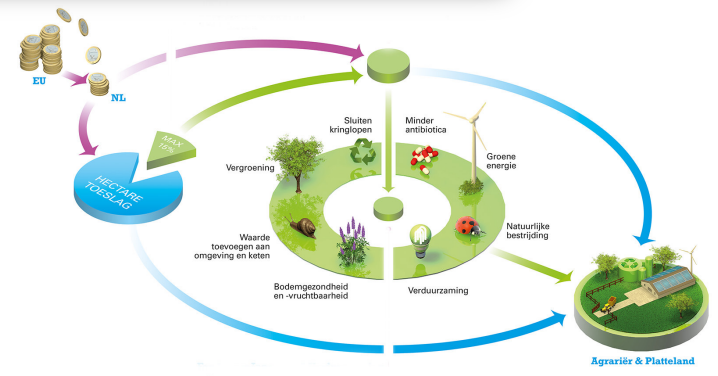 EU
NL
MAX
16%
HECTARE
TOESLAG
Sluiten
kringlopen
Minder
antibiotica
Vergroening
Groene
energie
Waarde
toevoegen aan
omgeving en keten
Natuurlijke
bestrijding
Bodemgezondheid
en -vruchtbaarheid
Verduurzaming
Agrariër & Platteland